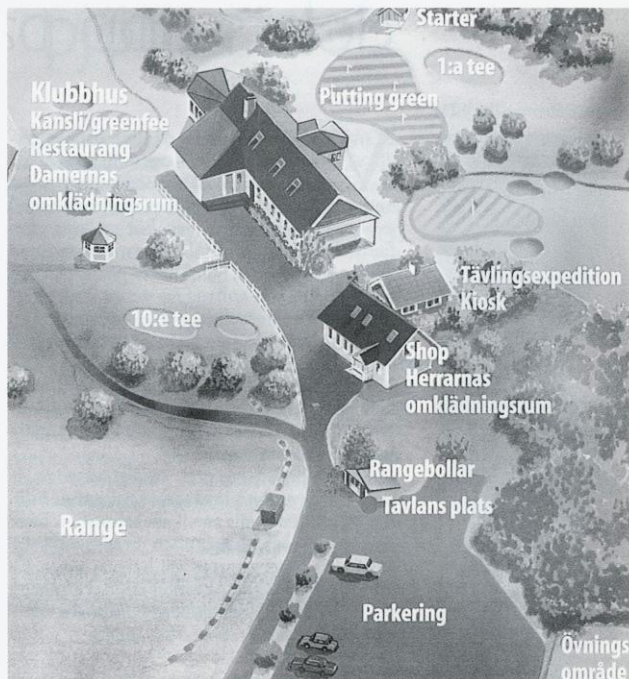 Starter
1:a tee
Putting green
Klubbhus
Kansli/greenfee
Restaurang
Damernas
omklädningsrum
Tävlingsexpedition
Kiosk
10:e tee
Shop
Herrarnas
omklädningsrum
Rangebollar
Tavlans plats
Range
Parkering
Övnings
område